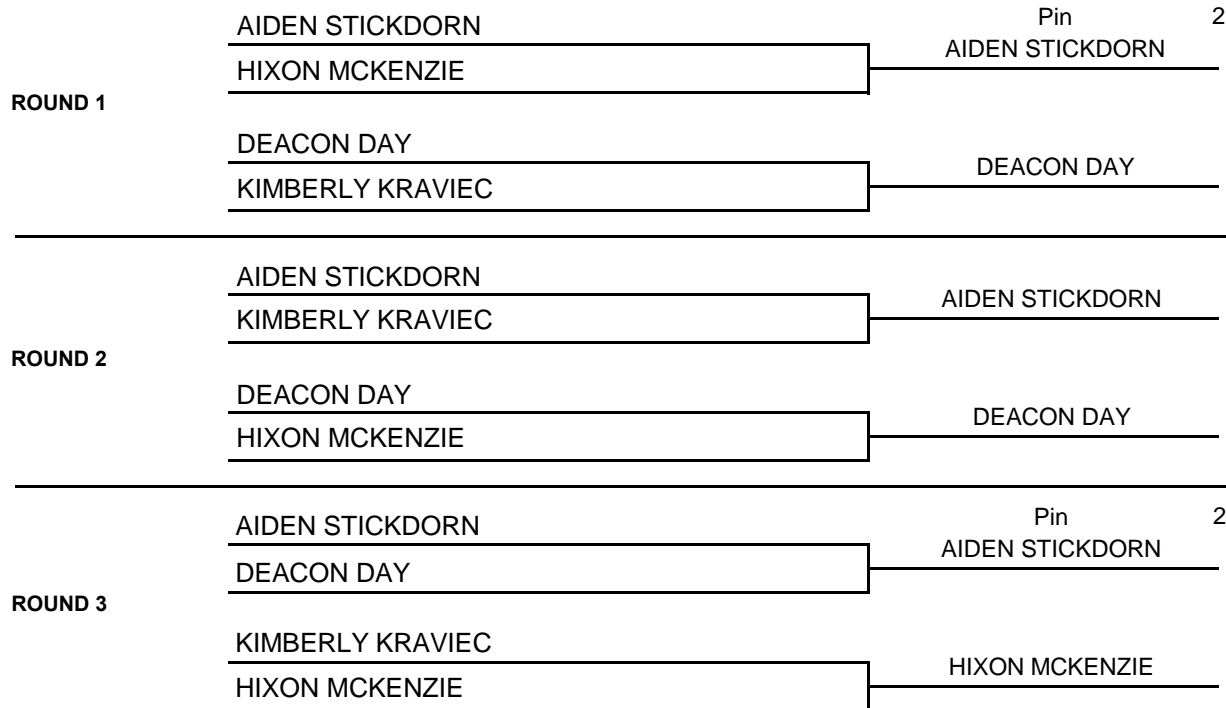 AIDEN STICKDORN
Pin 2
AIDEN STICKDORN
HIXON MCKENZIE
ROUND 1
DEACON DAY
DEACON DAY
KIMBERLY KRAVIEC
AIDEN STICKDORN
AIDEN STICKDORN
KIMBERLY KRAVIEC
ROUND 2
DEACON DAY
DEACON DAY
HIXON MCKENZIE
AIDEN STICKDORN
Pin 2
AIDEN STICKDORN
DEACON DAY
ROUND 3
KIMBERLY KRAVIEC
HIXON MCKENZIE
HIXON MCKENZIE